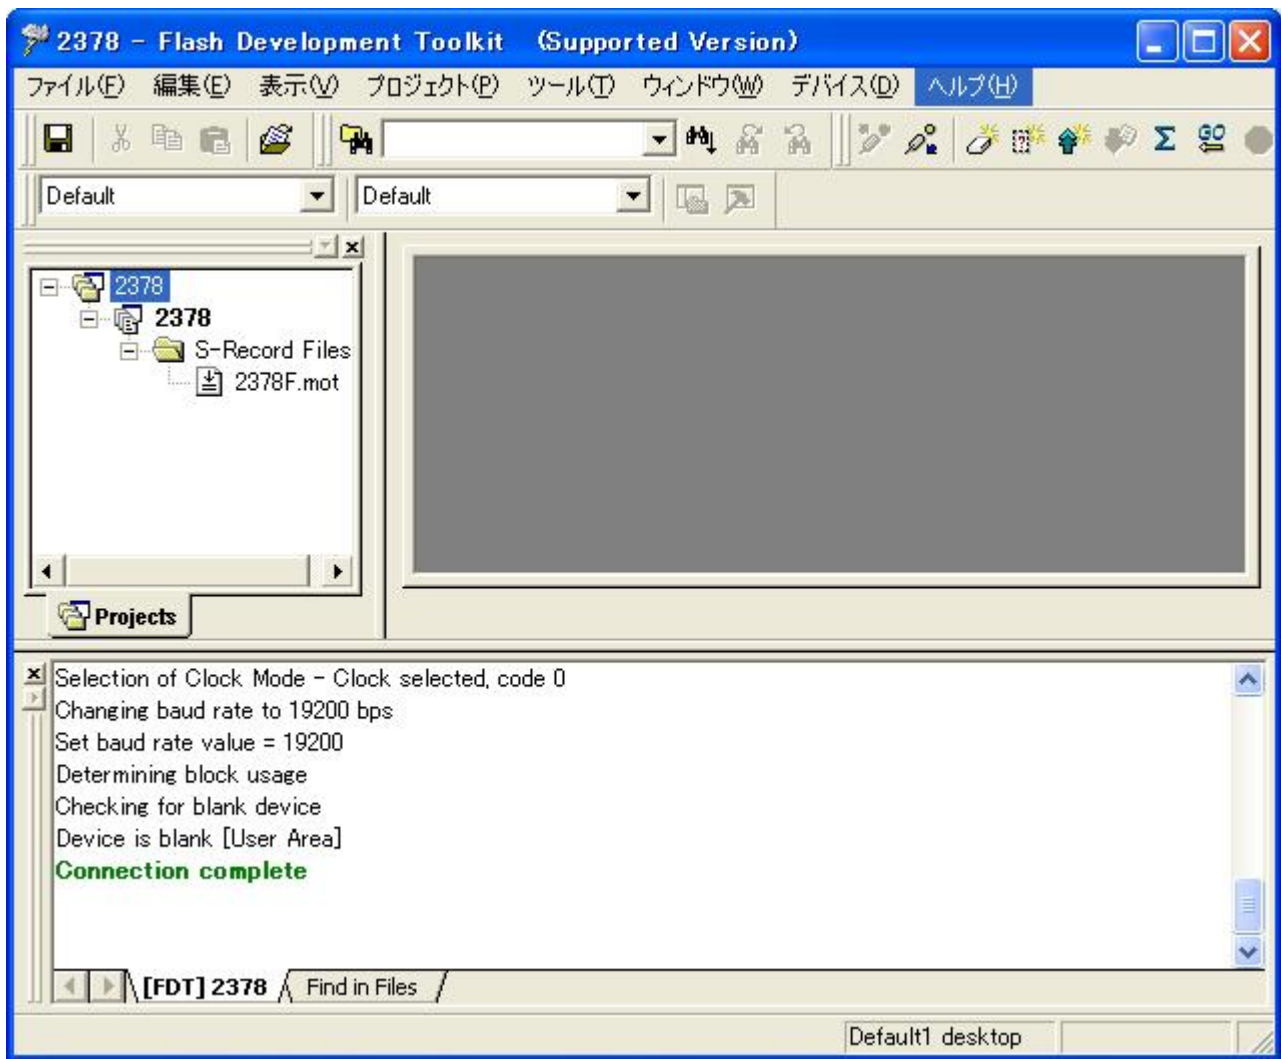 2378 - Flash Development Toolkit (Supported Version)
ファイル(F) 編集(E) 表示(V) プロジェクト(P) ツール(T) ウィンドウ(W) デバイス(D) ヘルプ(H)
Σ GO
Default Default
2378
2378
S-Record Files
2378F.mot
Projects
Selection of Clock Mode - Clock selected, code 0
Changing baud rate to 19200 bps
Set baud rate value = 19200
Determining block usage
Checking for blank device
Device is blank [User Area]
Connection complete
[FDT] 2378 Find in Files
Default1 desktop